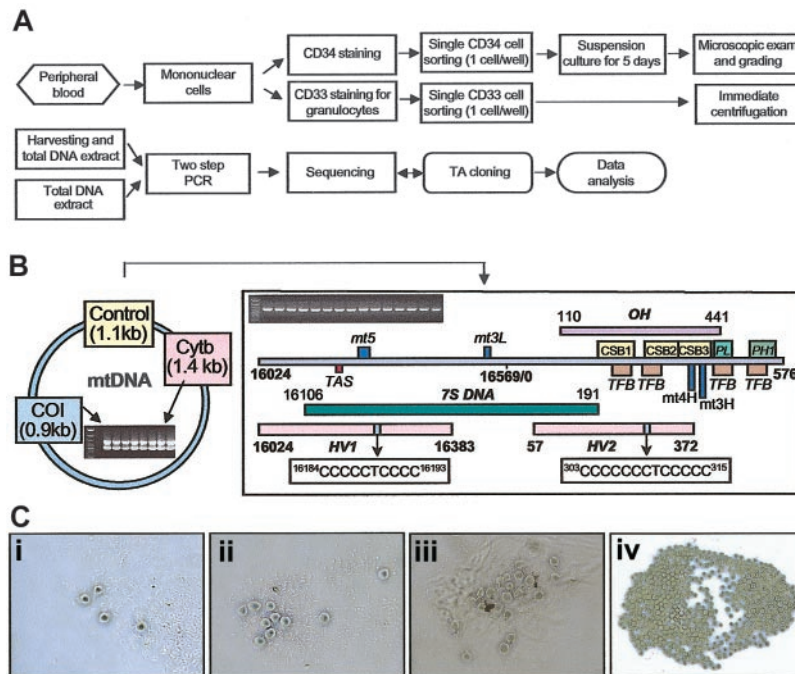 A
Peripheral
blood
Mononuclear
cells
CD34 staining
Single CD34 cell
sorting (1 cell/well)
Suspension
culture for 5 days
Microscopic exam
and grading
CD33 staining for
granulocytes
Single CD33 cell
sorting (1 cell/well)
Immediate
centrifugation
Harvesting and
total DNA extract
Total DNA
extract
Two step
PCR
Sequencing
TA cloning
Data
analysis
B
Control
(1.1kb)
Cytb
(1.4 kb)
mtDNA
COI
(0.9kb)
110 OH 441
mt5
mt3L
CSB1 CSB2 CSB3 PL PH1
16024 TAS 16569/0 TFB TFB TFB TFB 576
mt4H
mt3H
16106 7S DNA 191
16024 HV1 16383
57 HV2 372
16184CCCCCTCCCC16193
303CCCCCCCTCCCCC315
C
i
ii
iii
iv